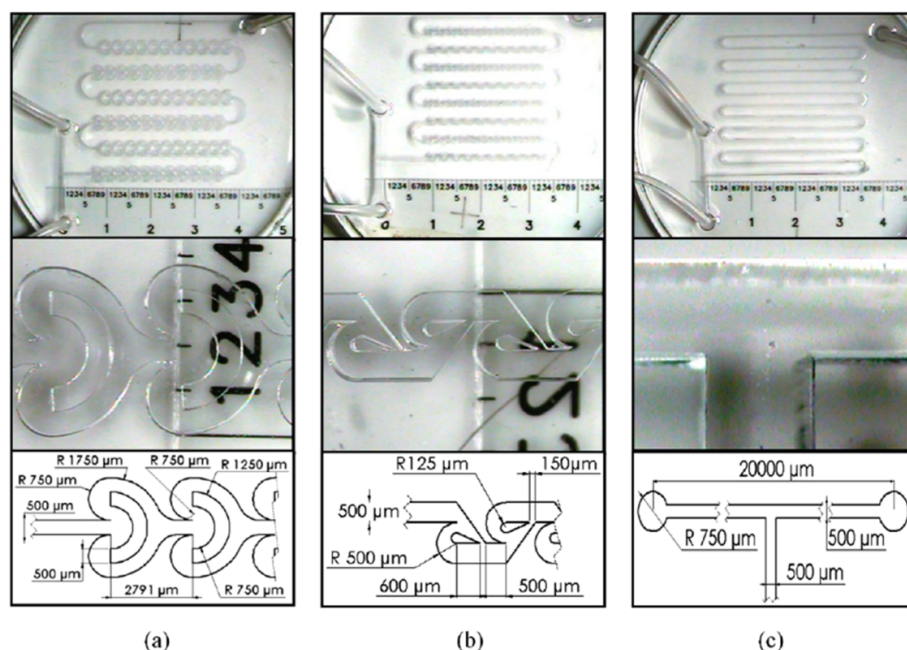 1234 6789 1234 6789 1234 6789 1234 6789 1234 6789
5 5 5 5 5
0 1 2 3 4 5
1234 6789 1234 6789 1234 6789 1234 6789 1234 6789
5 5 5 5 5
0 1 2 3 4 5
1234 6789 1234 6789 1234 6789 1234 6789
5 5 5 5
0 1 2 3 4
1234
R 1750 µm
R 750 µm
R 750 µm
R 1250 µm
500 µm
500 µm
R 750 µm
2791 µm
R125 µm
150µm
500 µm
R 500 µm
600 µm
500 µm
20000 µm
R 750 µm
500 µm
500 µm
(a) (b) (c)